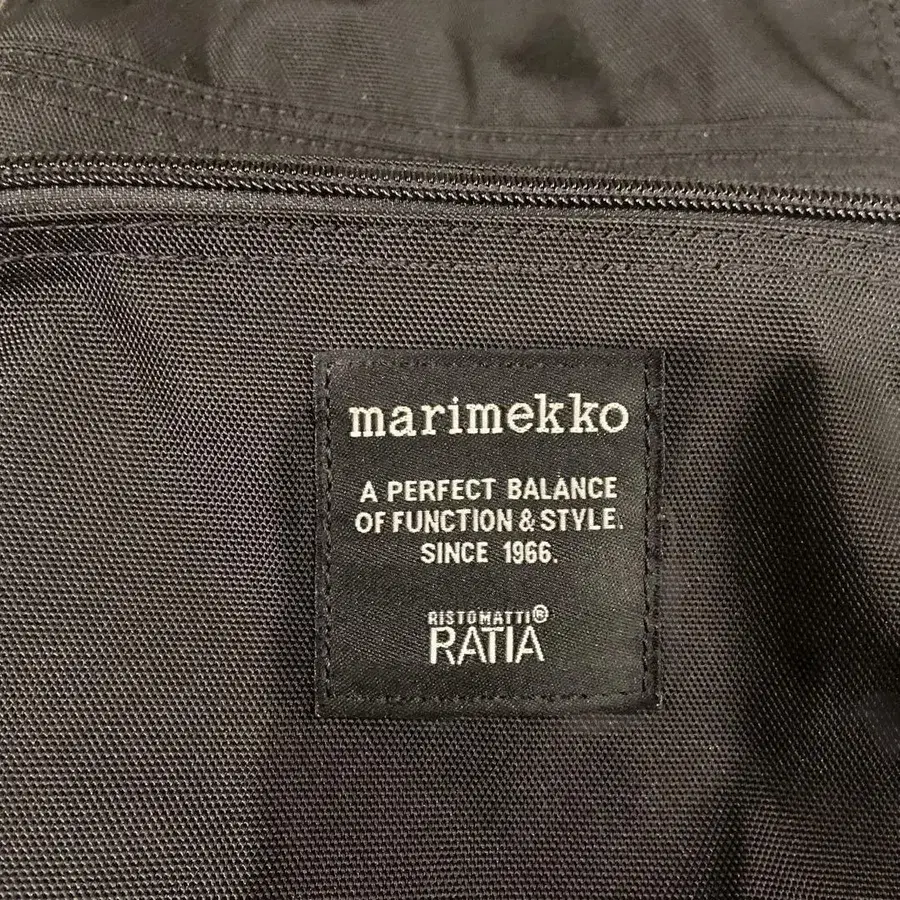 marimekko
A PERFECT BALANCE
OF FUNCTION & STYLE.
SINCE 1966.
RISTOMATTI®
RATIA